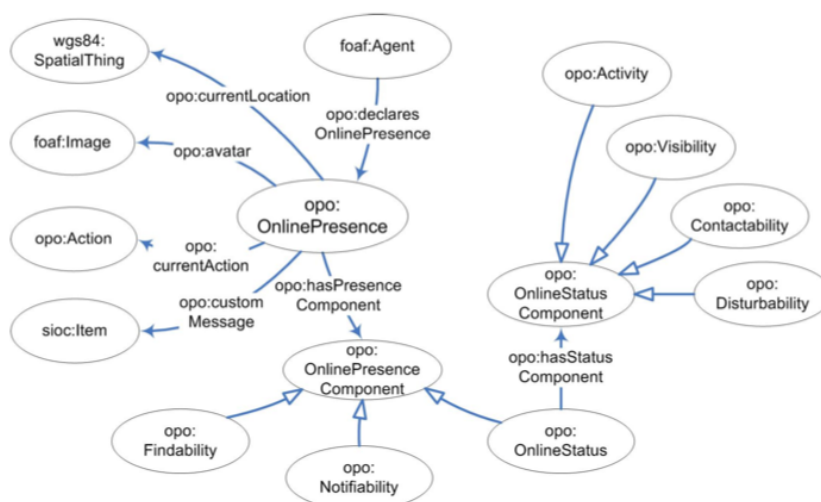 wgs84:
SpatialThing
foaf:Agent
opo:Activity
opo:currentLocation
opo:declares
OnlinePresence
foaf:Image
opo:avatar
opo:Visibility
opo:
OnlinePresence
opo:
Contactability
opo:Action
opo:
currentAction
opo:hasPresence
Component
opo:
OnlineStatus
Component
opo:
Disturbability
opo:custom
Message
sioc:Item
opo:
OnlinePresence
Component
opo:hasStatus
Component
opo:
Findability
opo:
Notifiability
opo:
OnlineStatus